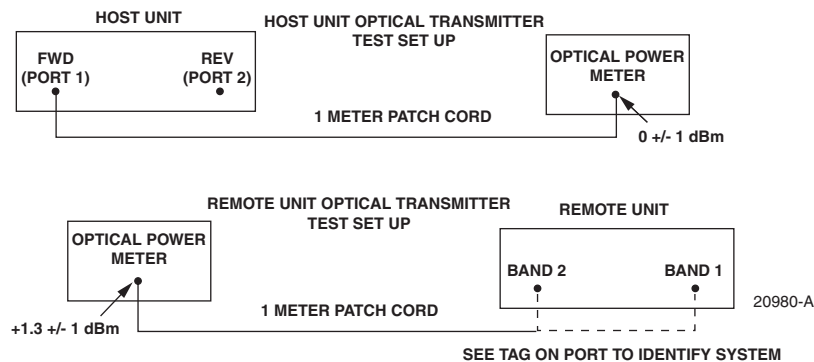 HOST UNIT
HOST UNIT OPTICAL TRANSMITTER
TEST SET UP
FWD
(PORT 1)
REV
(PORT 2)
OPTICAL POWER
METER
1 METER PATCH CORD
0 +/- 1 dBm
REMOTE UNIT OPTICAL TRANSMITTER
TEST SET UP
REMOTE UNIT
OPTICAL POWER
METER
BAND 2
BAND 1
20980-A
1 METER PATCH CORD
+1.3 +/- 1 dBm
SEE TAG ON PORT TO IDENTIFY SYSTEM